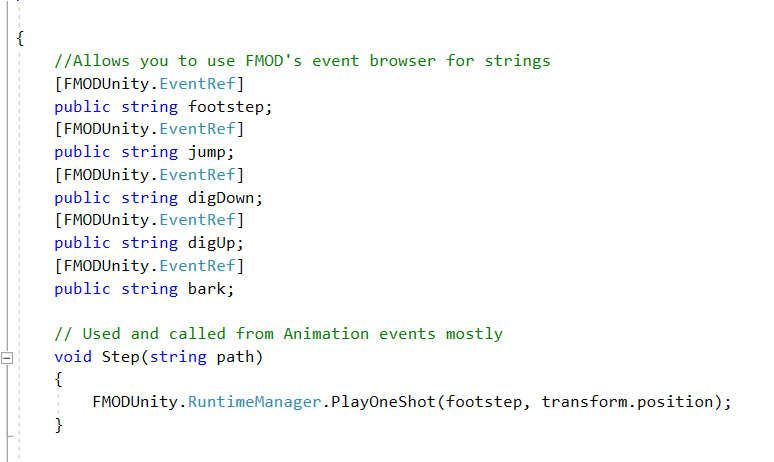 {
//Allows you to use FMOD's event browser for strings
[FMODUnity.EventRef]
public string footstep;
[FMODUnity.EventRef]
public string jump;
[FMODUnity.EventRef]
public string digDown;
[FMODUnity.EventRef]
public string digUp;
[FMODUnity.EventRef]
public string bark;
// Used and called from Animation events mostly
void Step(string path)
{
FMODUnity.RuntimeManager.PlayOneShot(footstep, transform.position);
}